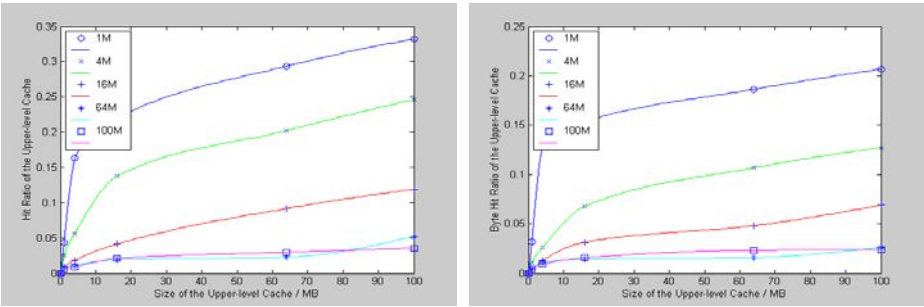 Hit Ratio of the Upper-level Cache
0.35
0.3
0.25
0.2
0.15
0.1
0.05
0
1M
4M
16M
64M
100M
0 10 20 30 40 50 60 70 80 90 100
Size of the Upper-level Cache / MB
Byte Hit Ratio of the Upper-level Cache
0.25
0.2
0.15
0.1
0.05
0
1M
4M
16M
64M
100M
0 10 20 30 40 50 60 70 80 90 100
Size of the Upper-level Cache / MB